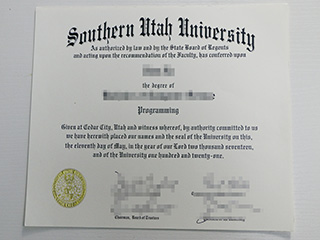 Southern Utah University
As authorized by law and by the State Board of Regents
and acting upon the recommendation of the Faculty, has conferred upon
the degree of
Programming
Given at Cedar City, Utah and witness whereof, by authority committed to us
we have herewith placed our names and the seal of the University on this,
the eleventh day of May, in the year of our Lord two thousand seventeen,
and of the University one hundred and twenty-one.
Chairman, Board of Trustees